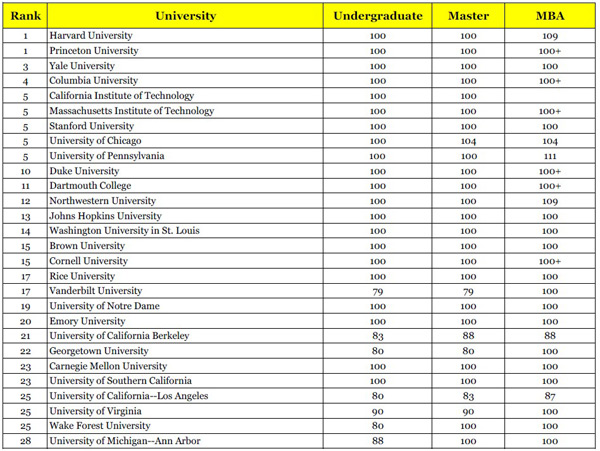 Rank University Undergraduate Master MBA
1 Harvard University 100 100 109
1 Princeton University 100 100 100+
3 Yale University 100 100 100
4 Columbia University 100 100 100+
5 California Institute of Technology 100 100
5 Massachusetts Institute of Technology 100 100 100+
5 Stanford University 100 100 100
5 University of Chicago 100 104 104
5 University of Pennsylvania 100 100 111
10 Duke University 100 100 100+
11 Dartmouth College 100 100 100+
12 Northwestern University 100 100 109
13 Johns Hopkins University 100 100 100
14 Washington University in St. Louis 100 100 100
15 Brown University 100 100 100
15 Cornell University 100 100 100+
17 Rice University 100 100 100
17 Vanderbilt University 79 79 100
19 University of Notre Dame 100 100 100
20 Emory University 100 100 100
21 University of California Berkeley 83 88 88
22 Georgetown University 80 80 100
23 Carnegie Mellon University 100 100 100
23 University of Southern California 100 100 100
25 University of California--Los Angeles 80 83 87
25 University of Virginia 90 90 100
25 Wake Forest University 80 100 100
28 University of Michigan--Ann Arbor 88 100 100